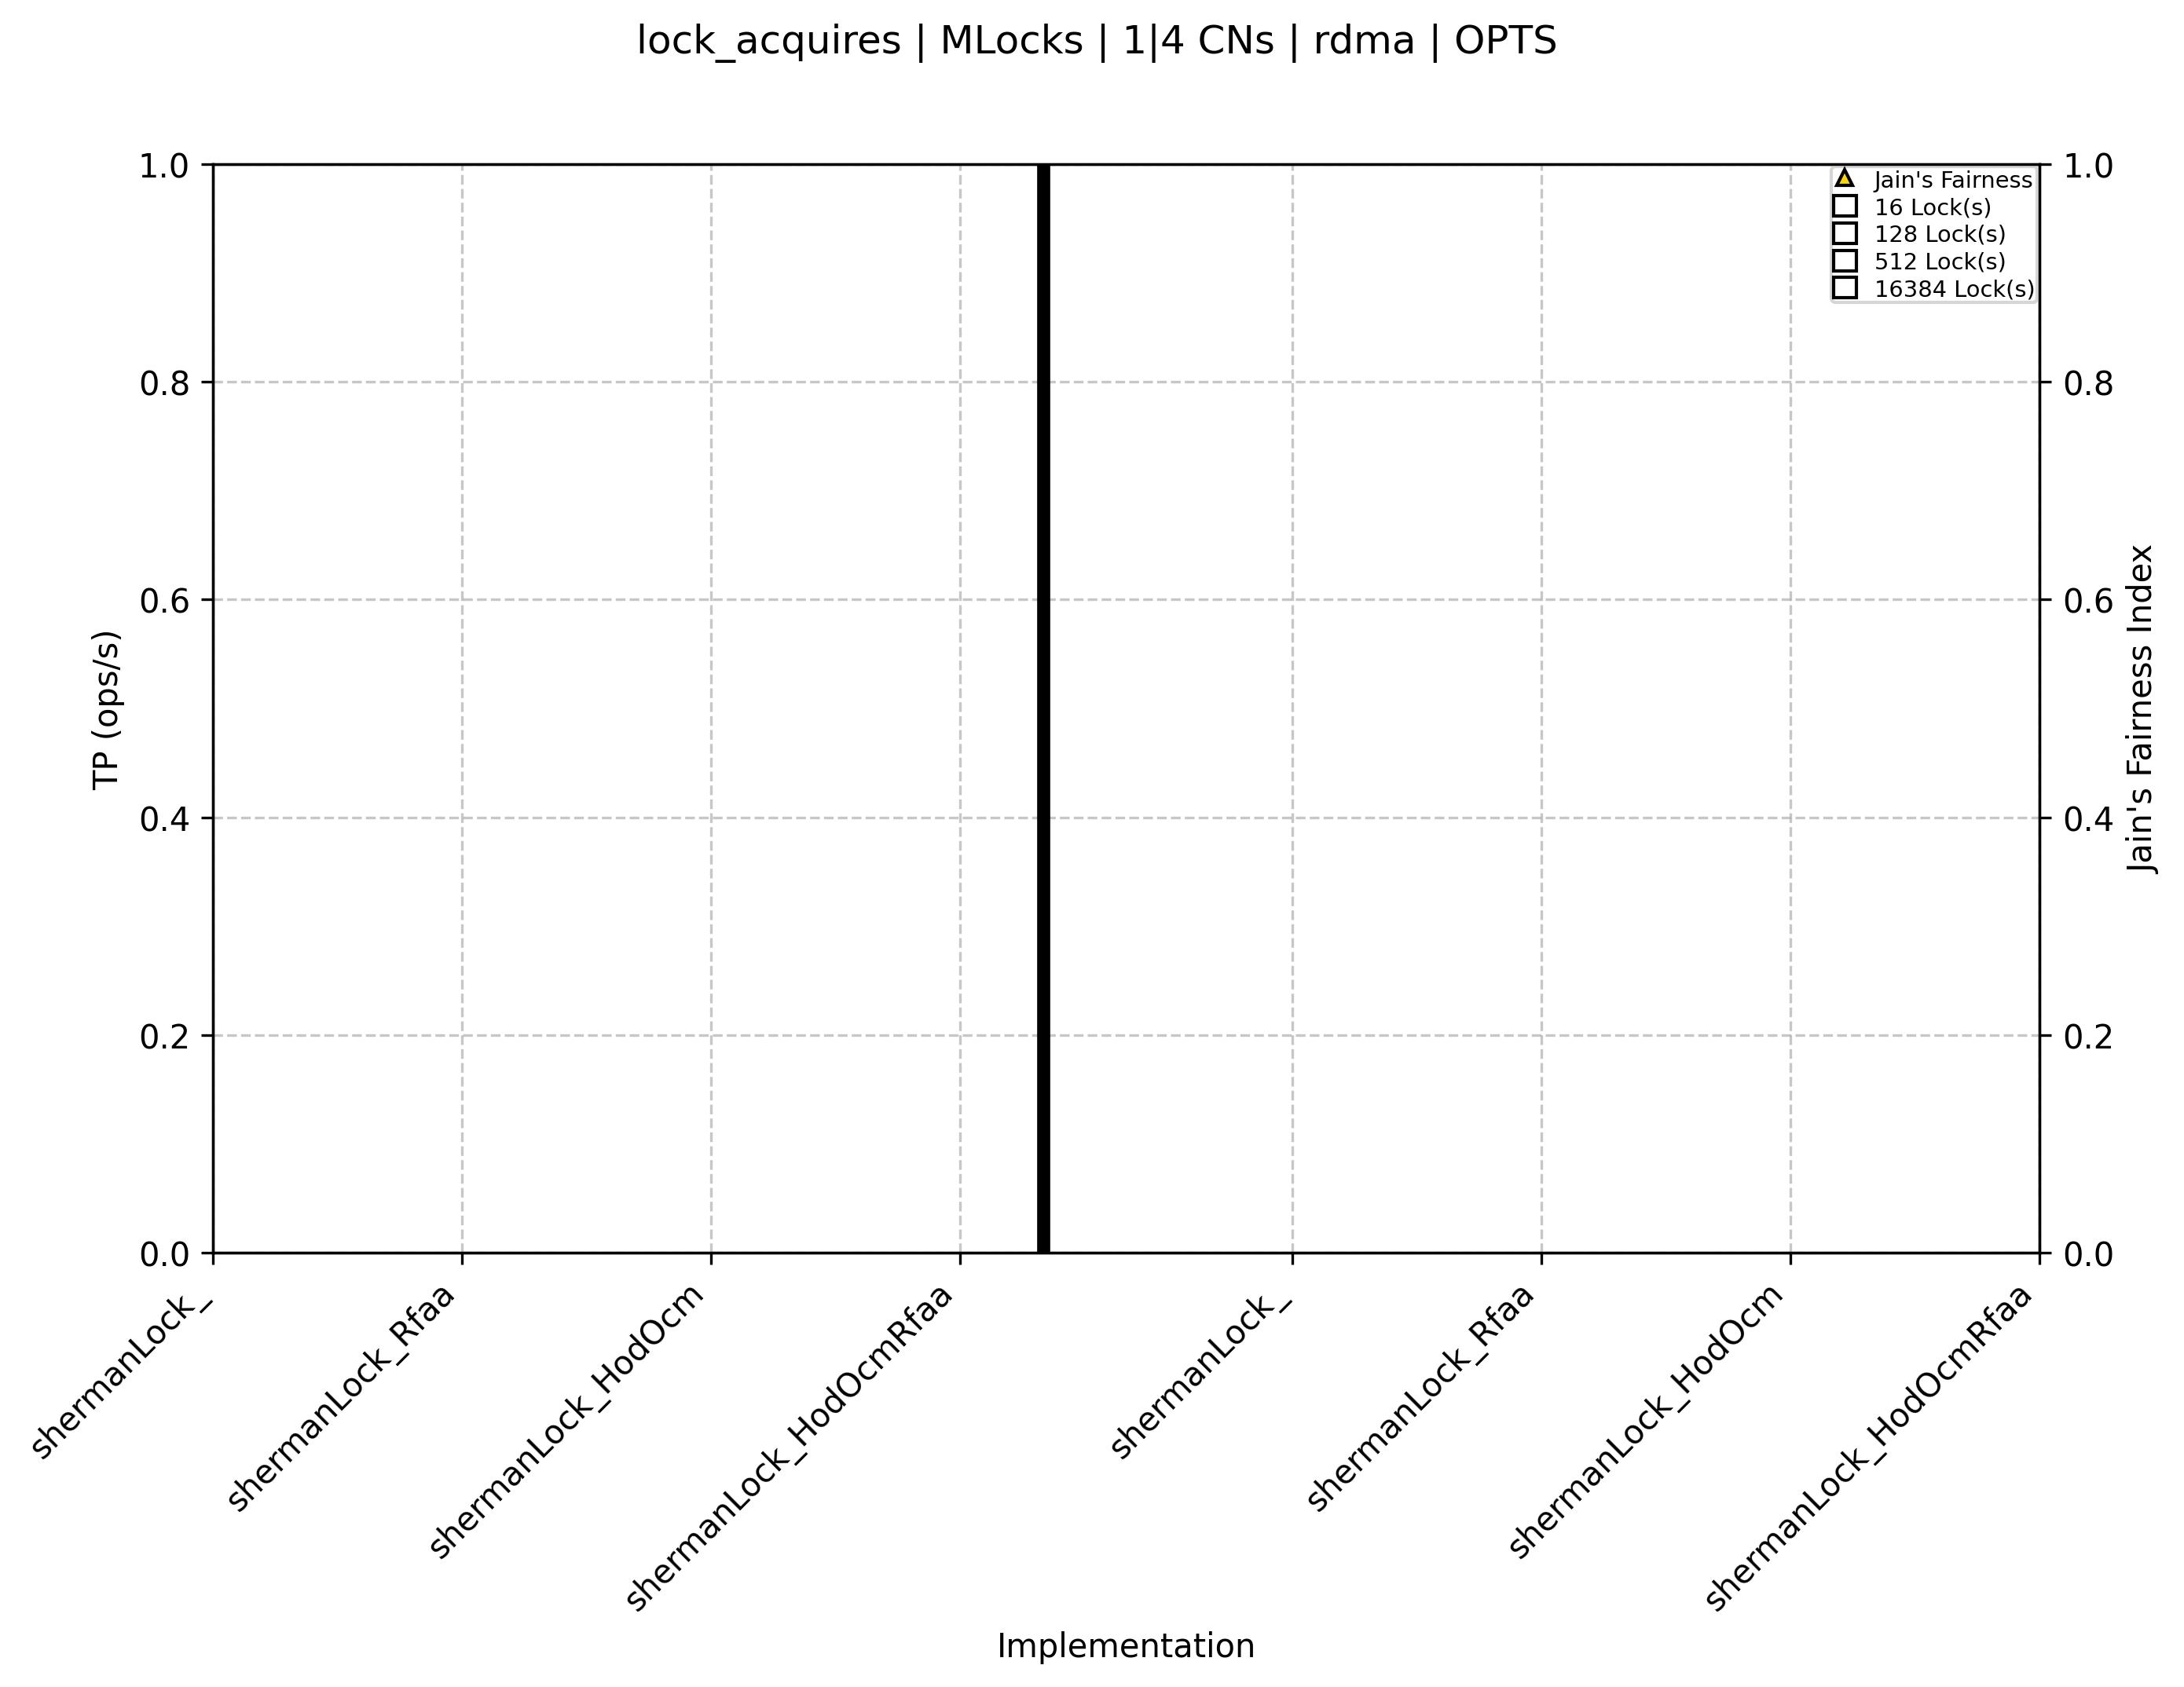 lock_acquires | MLocks | 1|4 CNs | rdma | OPTS
Jain's Fairness
16 Lock(s)
128 Lock(s)
512 Lock(s)
16384 Lock(s)
TP (ops/s)
1.0
0.8
0.6
0.4
0.2
0.0
1.0
0.8
0.6
0.4
0.2
0.0
Jain's Fairness Index
shermanLock_
shermanLock_Rfaa
shermanLock_HodOcm
shermanLock_HodOcmRfaa
shermanLock_
shermanLock_Rfaa
shermanLock_HodOcm
shermanLock_HodOcmRfaa
Implementation